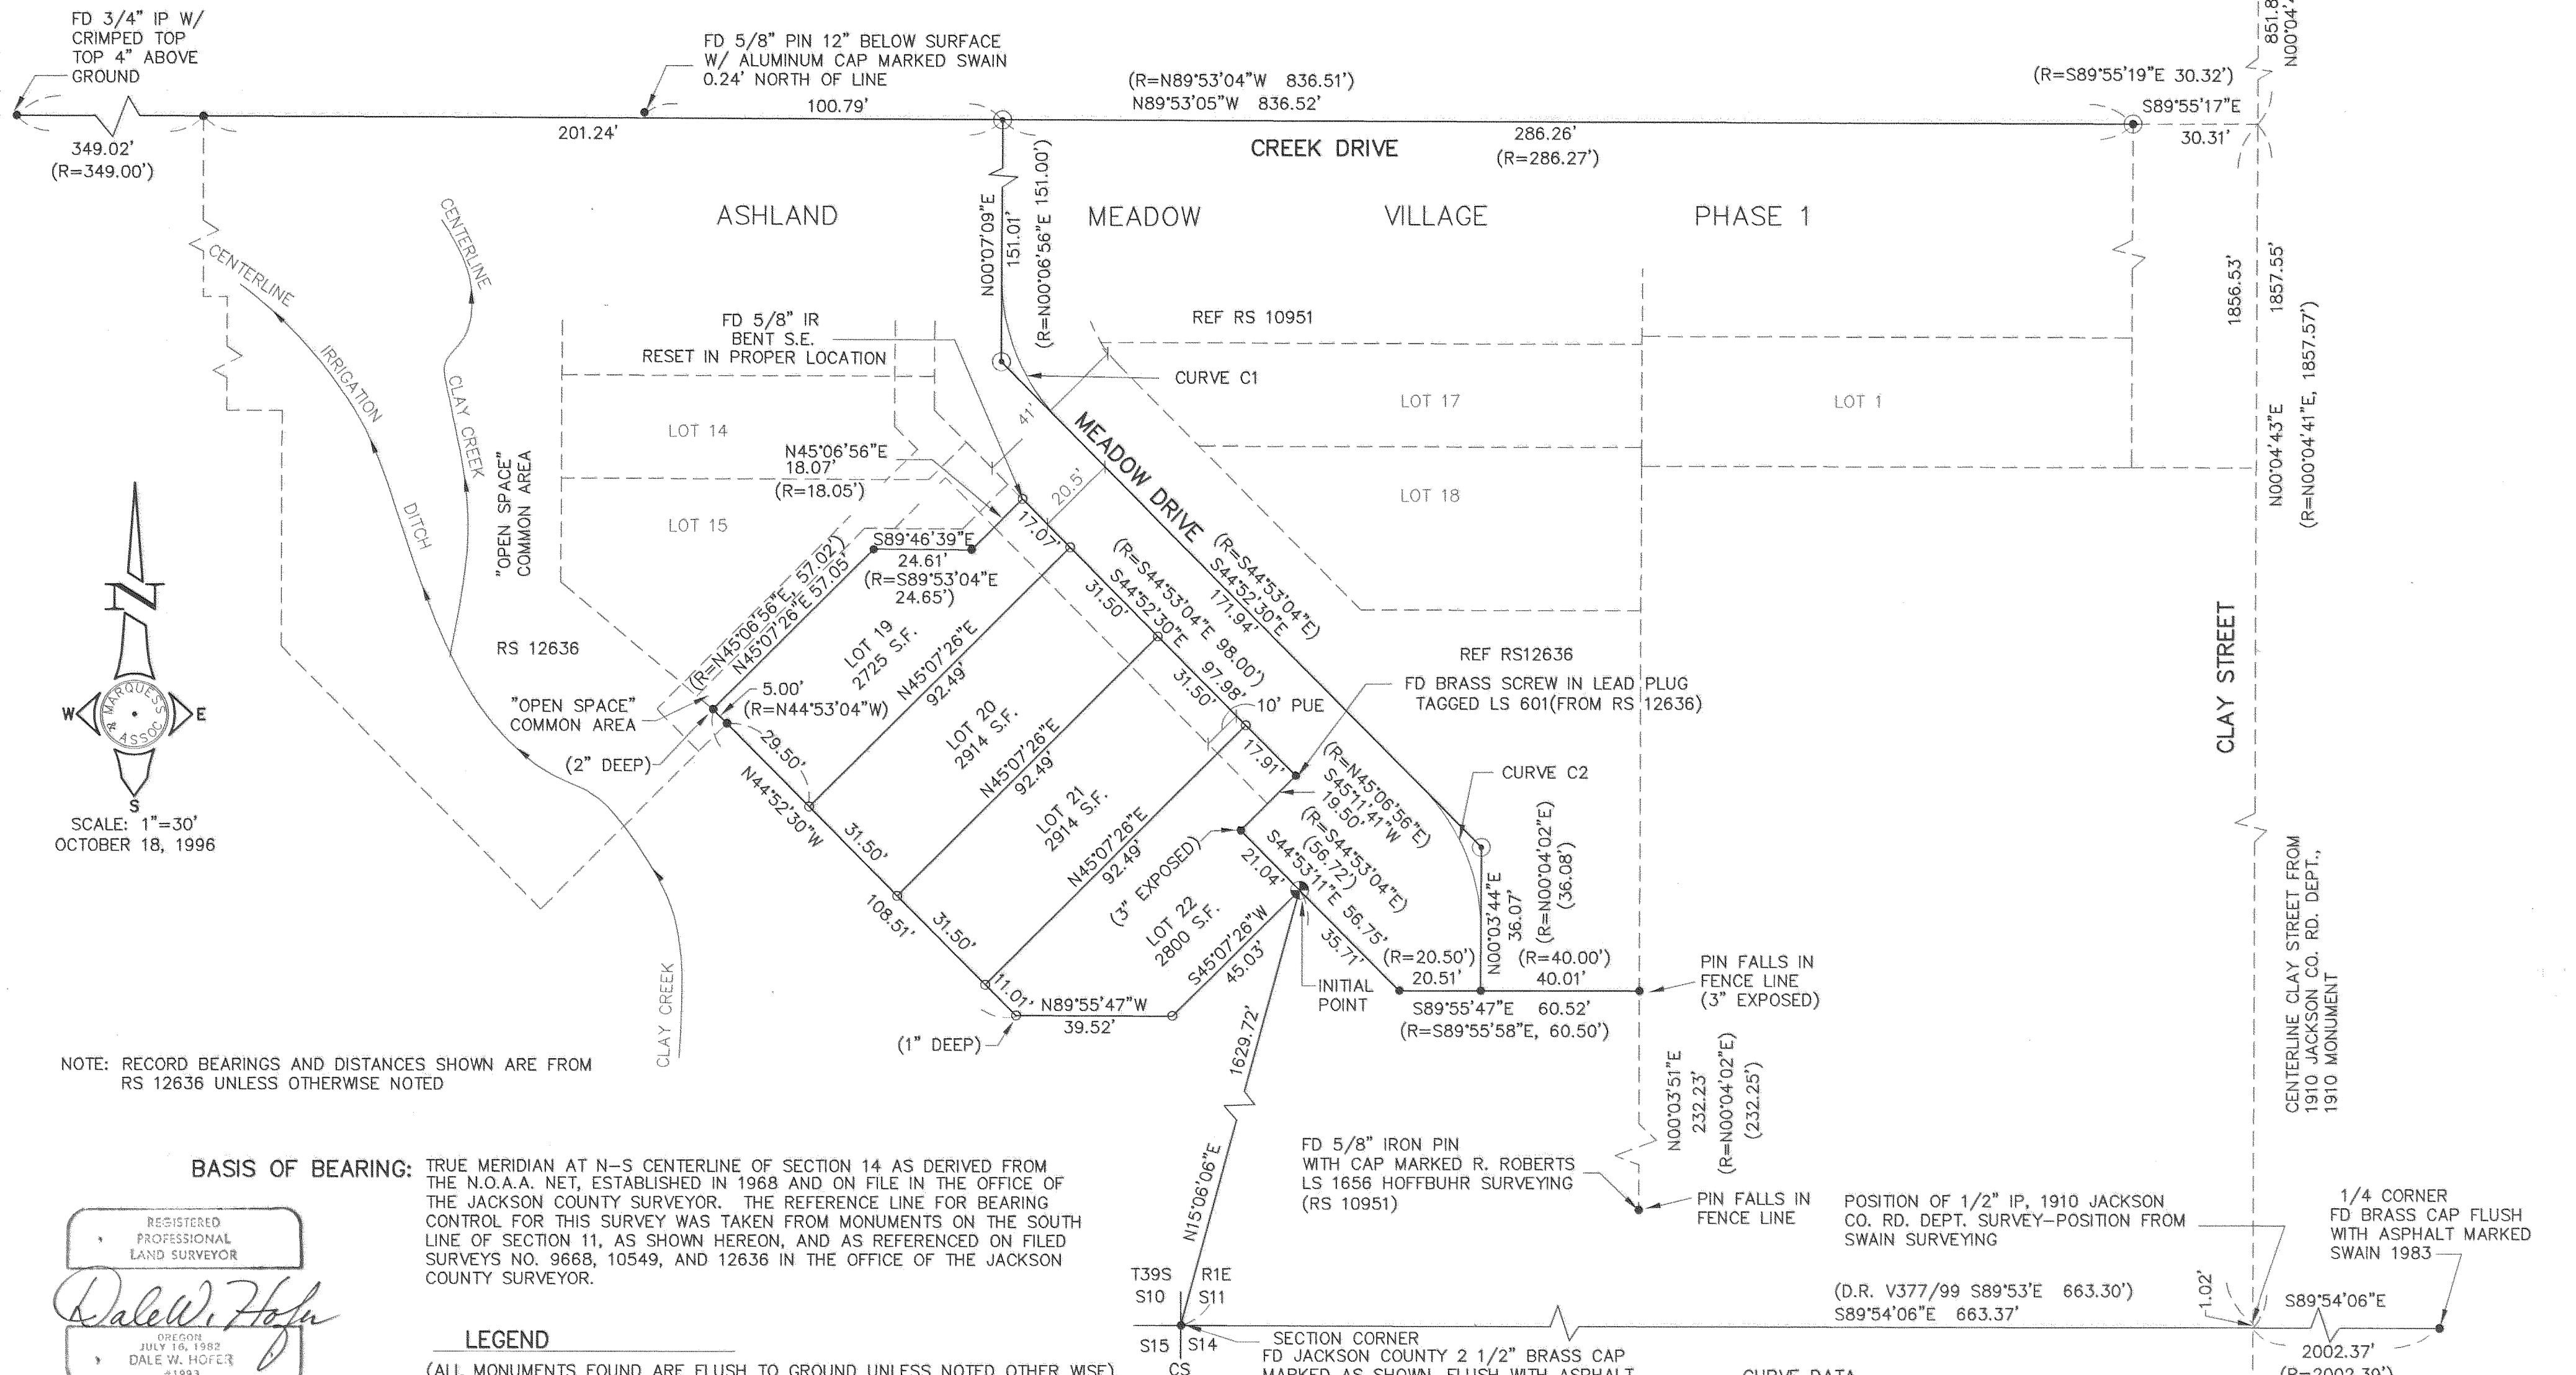 FD 3/4" IP W/
CRIMPED TOP
TOP 4" ABOVE
GROUND
FD 5/8" PIN 12" BELOW SURFACE
W/ ALUMINUM CAP MARKED SWAIN
0.24' NORTH OF LINE
100.79'
(R=N89°53'04"W 836.51')
N89°53'05"W 836.52'
(R=S89°55'19"E 30.32')
S89°55'17"E
30.31'
349.02'
(R=349.00')
201.24'
CREEK DRIVE
286.26'
(R=286.27')
N00°07'09"E
151.01'
(R=N00°06'56"E 151.00')
ASHLAND MEADOW VILLAGE PHASE 1
CENTERLINE
CENTERLINE
IRRIGATION
DITCH
CLAY CREEK
"OPEN SPACE"
COMMON AREA
FD 5/8" IR
BENT S.E.
RESET IN PROPER LOCATION
REF RS 10951
CURVE C1
41'
20.5'
MEADOW DRIVE
LOT 14
LOT 15
LOT 17
LOT 18
LOT 1
1856.53'
1857.55'
N00°04'43"E
(R=N00°04'41"E, 1857.57')
CLAY STREET
N45°06'56"E
18.07'
(R=18.05')
17.07'
S89°46'39"E
24.61'
(R=S89°53'04"E
24.65')
(R=N45°06'56"E, 57.02')
N45°07'26"E 57.05'
(R=S44°53'04"E)
S44°52'30"E
171.94'
(R=S44°53'04"E 98.00')
S44°52'30"E 97.98'
31.50'
31.50'
17.91'
LOT 19
2725 S.F.
N45°07'26"E
92.49'
LOT 20
2914 S.F.
N45°07'26"E
92.49'
LOT 21
2914 S.F.
N45°07'26"E
92.49'
LOT 22
2800 S.F.
S45°07'26"W
45.03'
RS 12636
"OPEN SPACE"
COMMON AREA
5.00'
(R=N44°53'04"W)
(2" DEEP)
29.50'
N44°52'30"W
31.50'
108.51'
31.50'
11.01'
N89°55'47"W
39.52'
(1" DEEP)
10' PUE
REF RS12636
FD BRASS SCREW IN LEAD PLUG
TAGGED LS 601(FROM RS 12636)
CURVE C2
(R=N45°06'56"E)
S45°11'41"W
19.50'
(R=S44°53'04"E)
(56.72')
S44°53'11"E 56.75'
21.04'
35.71'
(3" EXPOSED)
INITIAL
POINT
N00°03'44"E
36.07'
(R=N00°04'02"E)
(36.08')
(R=20.50')
20.51'
(R=40.00')
40.01'
S89°55'47"E 60.52'
(R=S89°55'58"E, 60.50')
PIN FALLS IN
FENCE LINE
(3" EXPOSED)
N
W
E
S
MARQUESS
& ASSOC
SCALE: 1"=30'
OCTOBER 18, 1996
CLAY CREEK
CENTERLINE CLAY STREET FROM
1910 JACKSON CO. RD. DEPT.,
1910 MONUMENT
NOTE: RECORD BEARINGS AND DISTANCES SHOWN ARE FROM
RS 12636 UNLESS OTHERWISE NOTED
1629.72'
N15°06'06"E
N00°03'51"E
232.23'
(R=N00°04'02"E)
(232.25')
FD 5/8" IRON PIN
WITH CAP MARKED R. ROBERTS
LS 1656 HOFFBUHR SURVEYING
(RS 10951)
PIN FALLS IN
FENCE LINE
BASIS OF BEARING: TRUE MERIDIAN AT N-S CENTERLINE OF SECTION 14 AS DERIVED FROM
THE N.O.A.A. NET, ESTABLISHED IN 1968 AND ON FILE IN THE OFFICE OF
THE JACKSON COUNTY SURVEYOR. THE REFERENCE LINE FOR BEARING
CONTROL FOR THIS SURVEY WAS TAKEN FROM MONUMENTS ON THE SOUTH
LINE OF SECTION 11, AS SHOWN HEREON, AND AS REFERENCED ON FILED
SURVEYS NO. 9668, 10549, AND 12636 IN THE OFFICE OF THE JACKSON
COUNTY SURVEYOR.
POSITION OF 1/2" IP, 1910 JACKSON
CO. RD. DEPT. SURVEY-POSITION FROM
SWAIN SURVEYING
1/4 CORNER
FD BRASS CAP FLUSH
WITH ASPHALT MARKED
SWAIN 1983
REGISTERED
PROFESSIONAL
LAND SURVEYOR
Dale W. Hofer
OREGON
JULY 16, 1982
DALE W. HOFER
T39S R1E
S10 S11
S15 S14
CS
(D.R. V377/99 S89°53'E 663.30')
S89°54'06"E 663.37'
1.02'
S89°54'06"E
2002.37'
(R=2002.39')
LEGEND
(ALL MONUMENTS FOUND ARE FLUSH TO GROUND UNLESS NOTED OTHER WISE)
SECTION CORNER
FD JACKSON COUNTY 2 1/2" BRASS CAP
MARKED AS SHOWN, FLUSH WITH ASPHALT
CURVE DATA